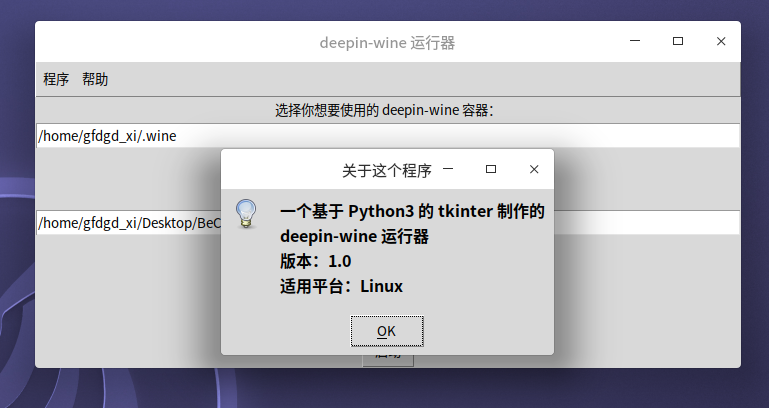 deepin-wine 运行器
程序 帮助
选择你想要使用的 deepin-wine 容器：
/home/gfdgd_xi/.wine
关于这个程序
/home/gfdgd_xi/Desktop/BeC
一个基于 Python3 的 tkinter 制作的
deepin-wine 运行器
版本：1.0
适用平台：Linux
OK